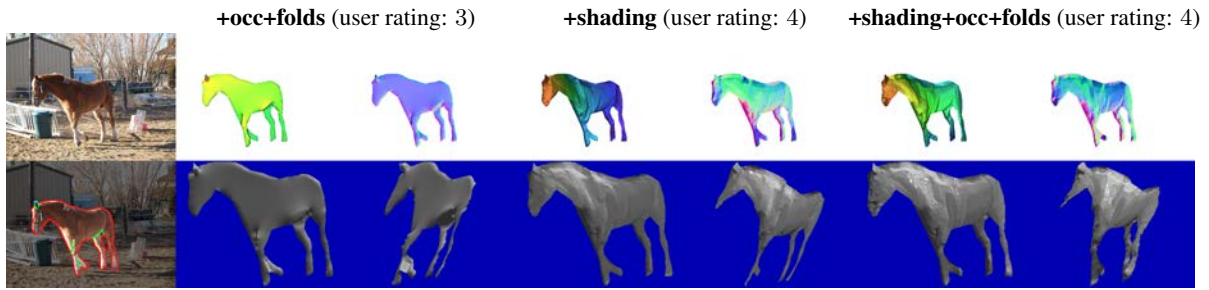 +occ+folds (user rating: 3) +shading (user rating: 4) +shading+occ+folds (user rating: 4)